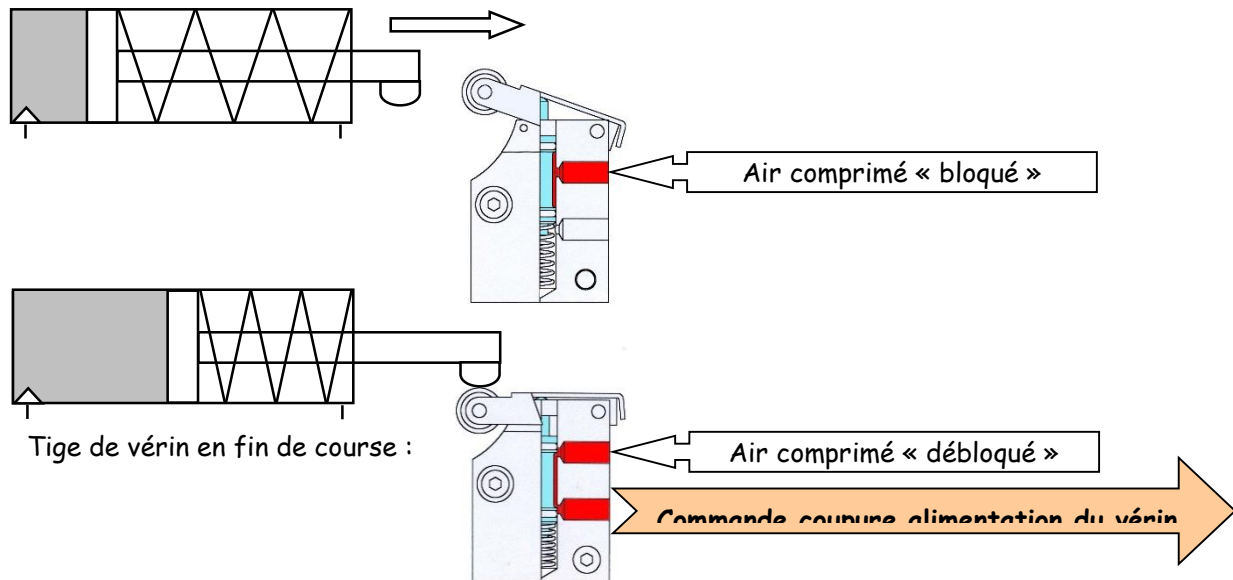 Air comprimé « bloqué »
Tige de vérin en fin de course :
Air comprimé « débloqué »
Commande coupure alimentation du vérin